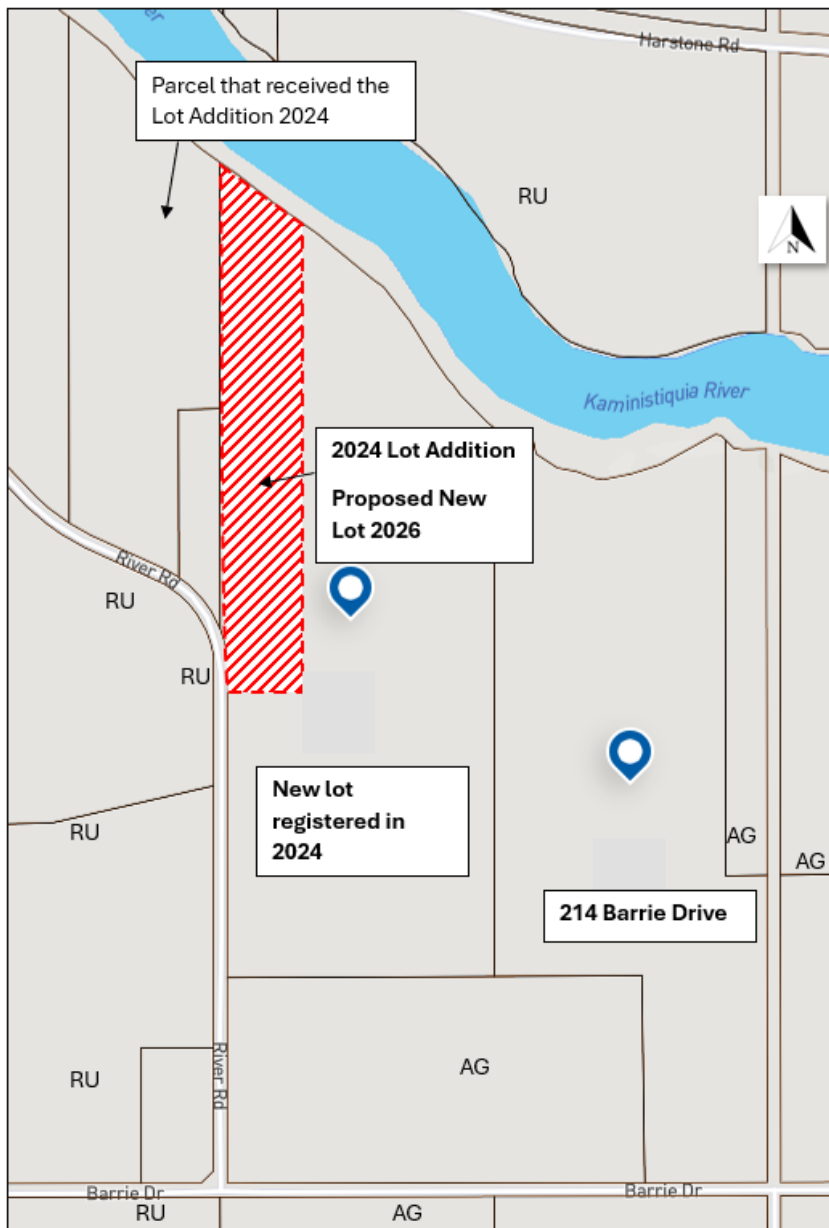 ver
Harstone Rd
Parcel that received the
Lot Addition 2024
RU
N
Kaministiquia River
2024 Lot Addition
Proposed New
Lot 2026
River Rd
RU
RU
New lot
registered in
2024
RU
AG
AG
214 Barrie Drive
AG
RU
River Rd
Barrie Dr
Barrie Dr
RU
AG